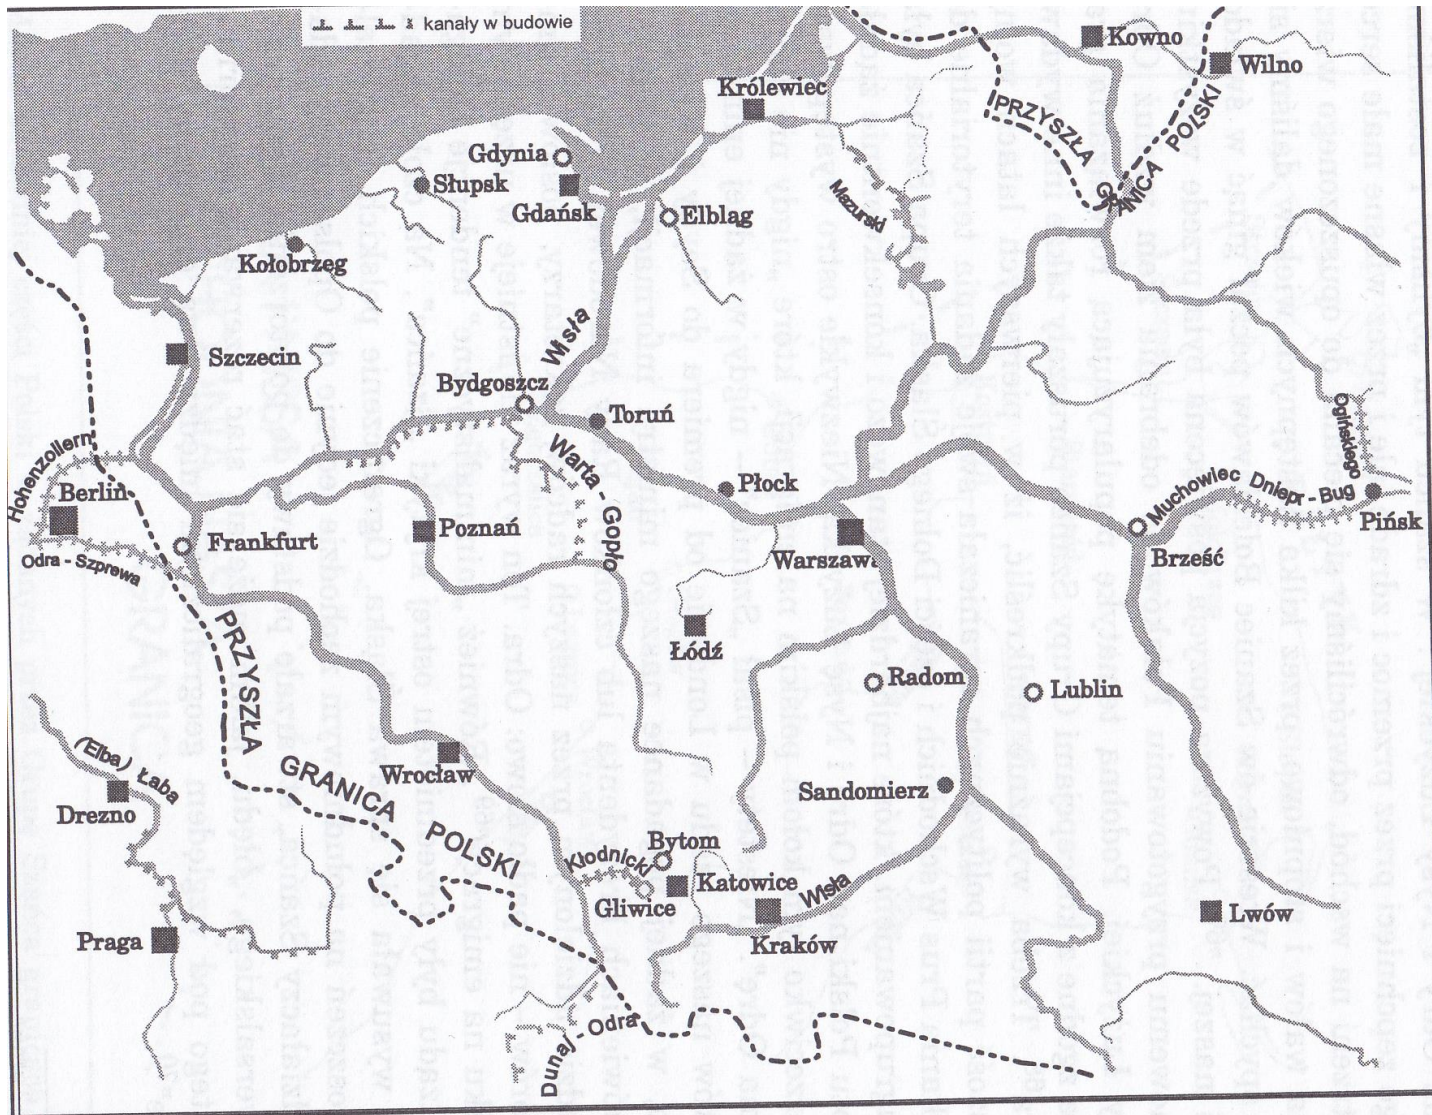 kanały w budowie
Kowno
Wilno
Królewiec
PRZYSZŁA GRANICA POLSKI
Gdynia
Słupsk
Gdańsk
Elbląg
Mazurski
Kołobrzeg
Wisła
Szczecin
Bydgoszcz
Toruń
Ogińskiego
Hohenzollern
Warta - Gopło
Płock
Muchowiec Dniepr - Bug
Berlin
Pińsk
Poznań
Frankfurt
Warszawa
Brześć
Odra - Szprewa
Łódź
Radom
Lublin
PRZYSZŁA GRANICA POLSKI
Wrocław
(Elba) Łaba
Drezno
Sandomierz
Bytom
Kłodnicki
Katowice
Gliwice
Wisła
Kraków
Lwów
Praga
Dunaj - Odra